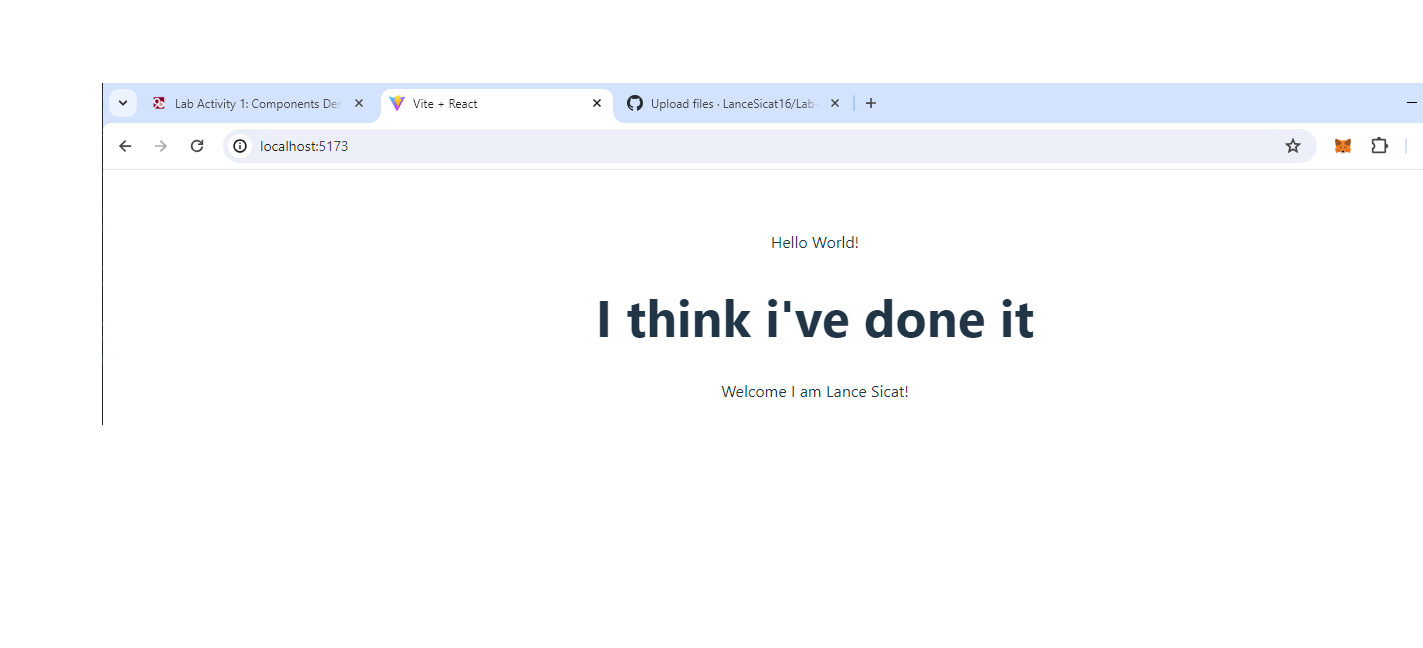 Lab Activity 1: Components De
Vite + React
Upload files · LanceSicat16/Lab-
localhost:5173
Hello World!
I think i've done it
Welcome I am Lance Sicat!